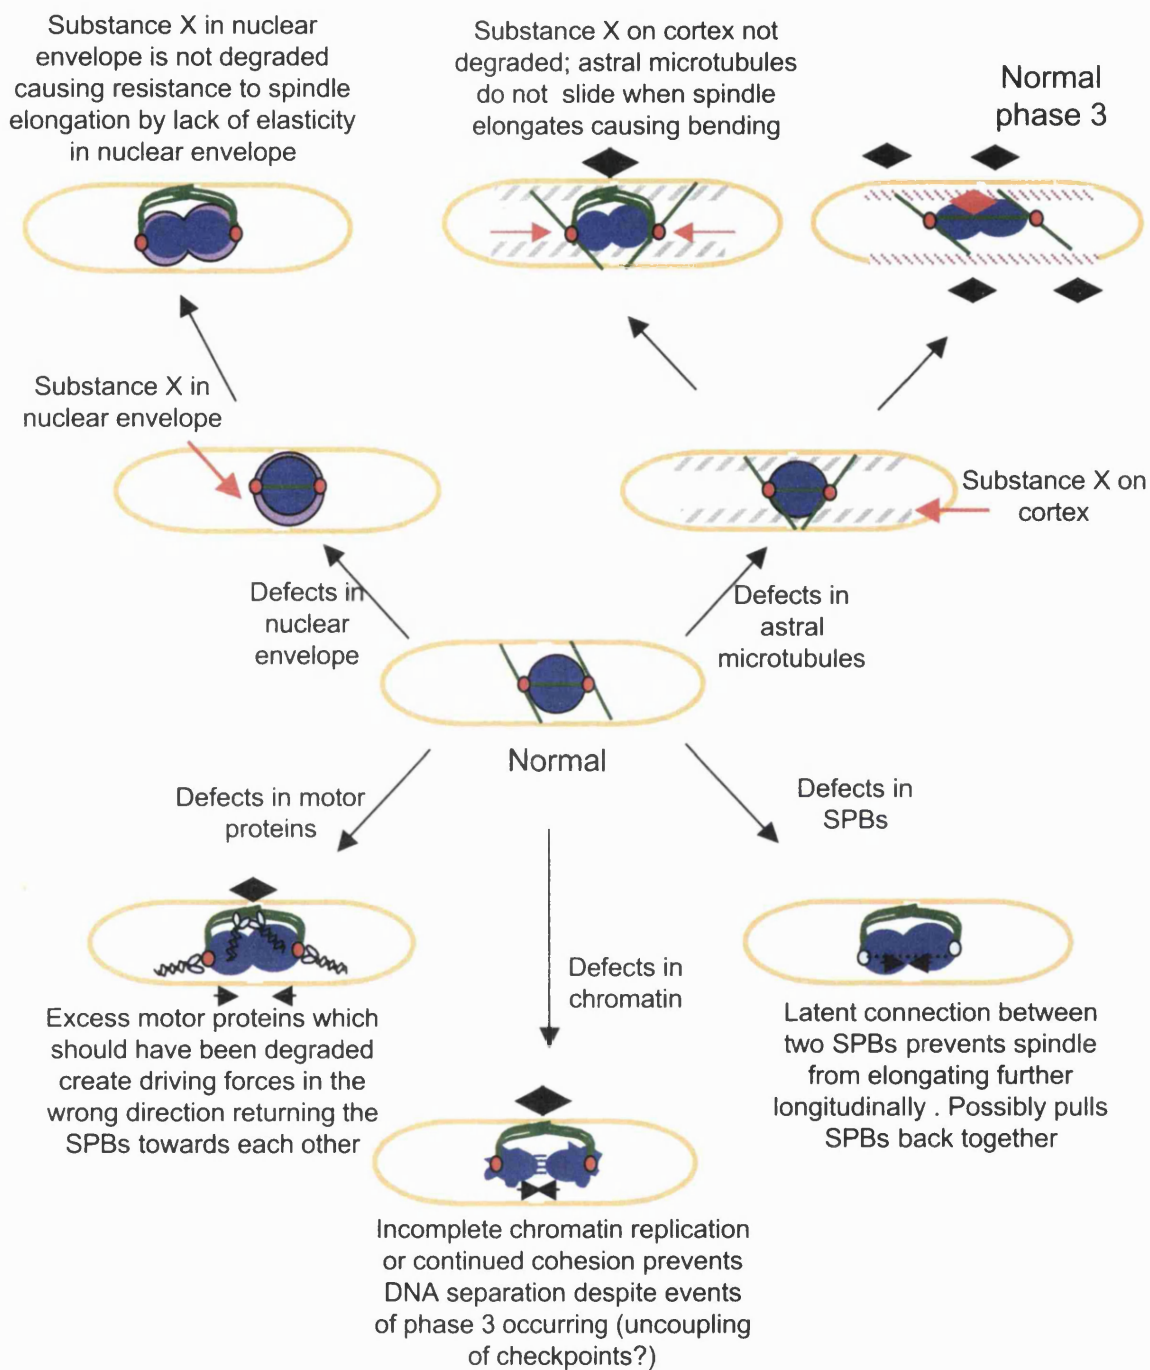 Substance X in nuclear
envelope is not degraded
causing resistance to spindle
elongation by lack of elasticity
in nuclear envelope
Substance X on cortex not
degraded; astral microtubules
do not slide when spindle
elongates causing bending
Normal
phase 3
Substance X in
nuclear envelope
Substance X on
cortex
Defects in
nuclear
envelope
Defects in
astral
microtubules
Normal
Defects in motor
proteins
Defects in
SPBs
Defects in
chromatin
Excess motor proteins which
should have been degraded
create driving forces in the
wrong direction returning the
SPBs towards each other
Latent connection between
two SPBs prevents spindle
from elongating further
longitudinally . Possibly pulls
SPBs back together
Incomplete chromatin replication
or continued cohesion prevents
DNA separation despite events
of phase 3 occurring (uncoupling
of checkpoints?)